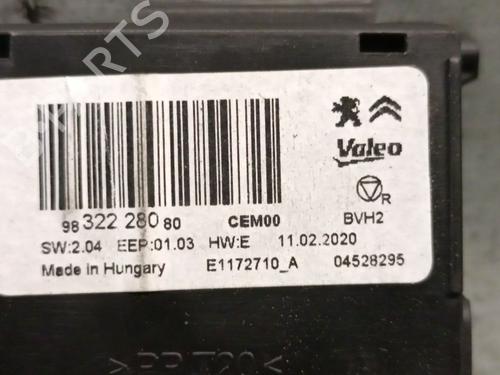 PARTS
Valeo
R
98 322 280 80 CEM00 BVH2
SW:2.04 EEP:01.03 HW:E 11.02.2020
Made in Hungary E1172710_A 04528295